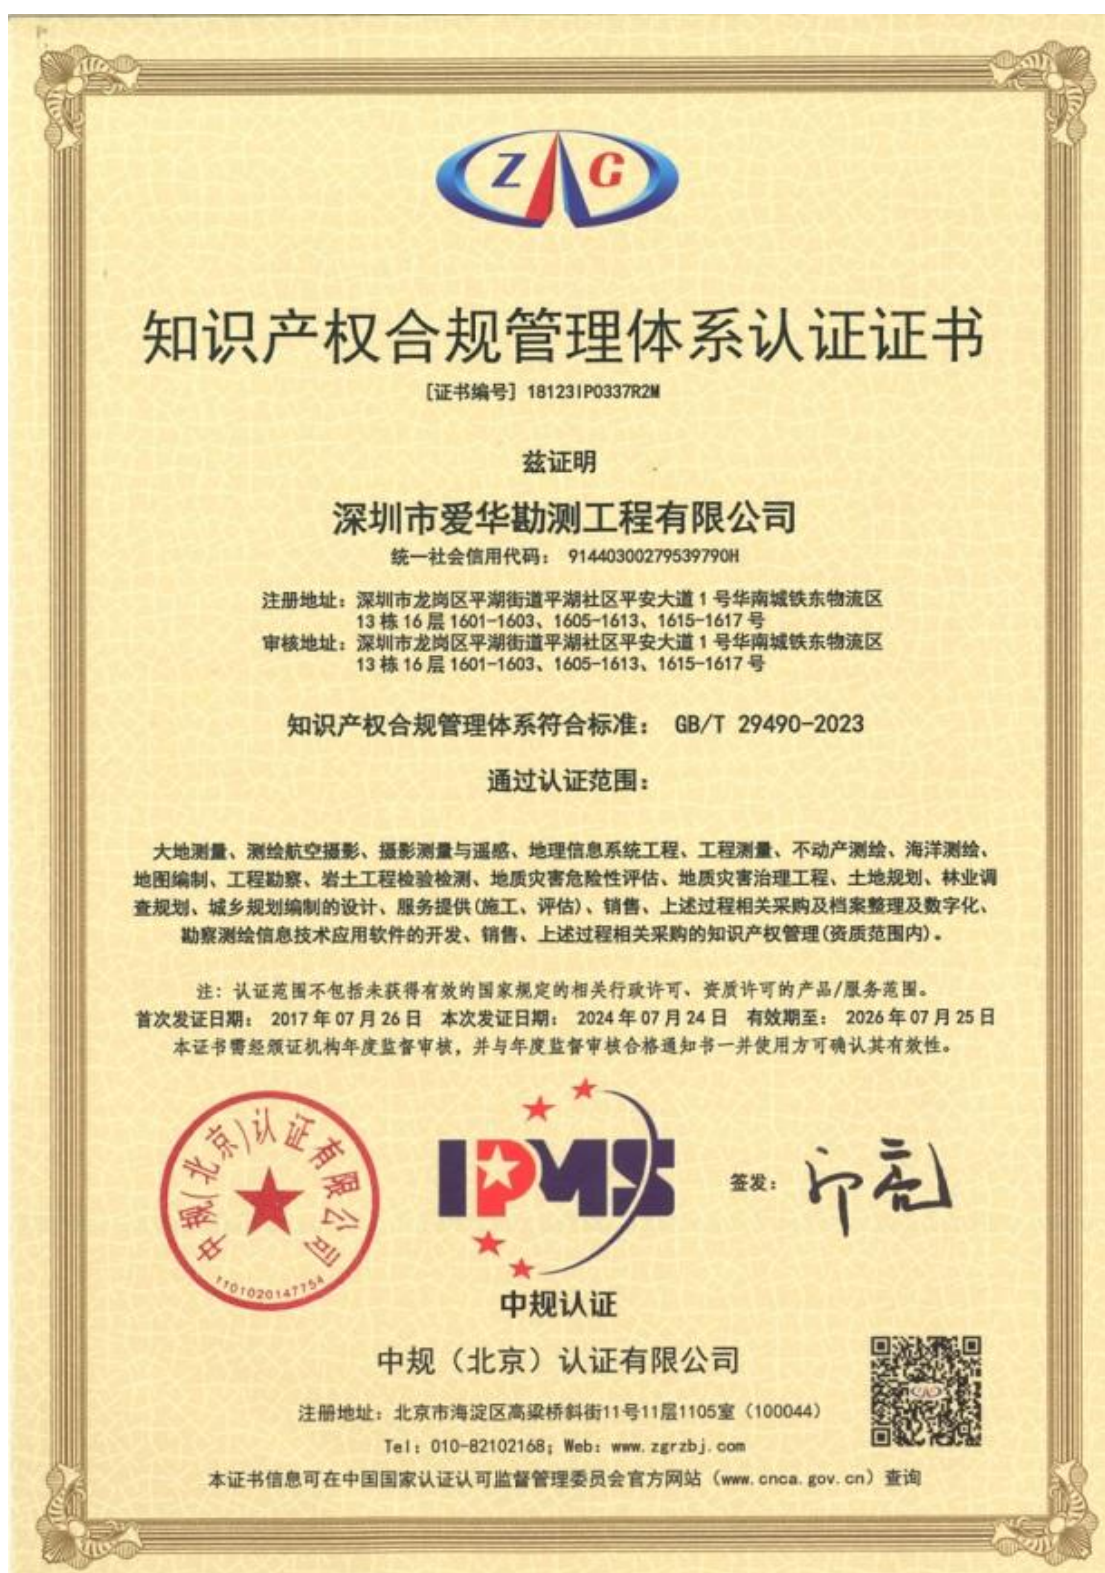 Z G
知识产权合规管理体系认证证书
[证书编号] 18123IP0337R2M
兹证明
深圳市爱华勘测工程有限公司
统一社会信用代码： 91440300279539790H
注册地址：深圳市龙岗区平湖街道平湖社区平安大道1号华南城铁东物流区
13栋16层1601-1603、1605-1613、1615-1617号
审核地址：深圳市龙岗区平湖街道平湖社区平安大道1号华南城铁东物流区
13栋16层1601-1603、1605-1613、1615-1617号
知识产权合规管理体系符合标准： GB/T 29490-2023
通过认证范围：
大地测量、测绘航空摄影、摄影测量与遥感、地理信息系统工程、工程测量、不动产测绘、海洋测绘、
地图编制、工程勘察、岩土工程检验检测、地质灾害危险性评估、地质灾害治理工程、土地规划、林业调
查规划、城乡规划编制的设计、服务提供(施工、评估)、销售、上述过程相关采购及档案整理及数字化、
勘察测绘信息技术应用软件的开发、销售、上述过程相关采购的知识产权管理(资质范围内)。
注：认证范围不包括未获得有效的国家规定的相关行政许可、资质许可的产品/服务范围。
首次发证日期： 2017年07月26日 本次发证日期： 2024年07月24日 有效期至： 2026年07月25日
本证书需经颁证机构年度监督审核，并与年度监督审核合格通知书一并使用方可确认其有效性。
中规(北京)认证有限公司
1101020147754
IPMS
签发： 印亮
中规认证
中规（北京）认证有限公司
注册地址：北京市海淀区高梁桥斜街11号11层1105室（100044）
Tel：010-82102168；Web：www.zgrzbj.com
本证书信息可在中国国家认证认可监督管理委员会官方网站（www.cnca.gov.cn）查询